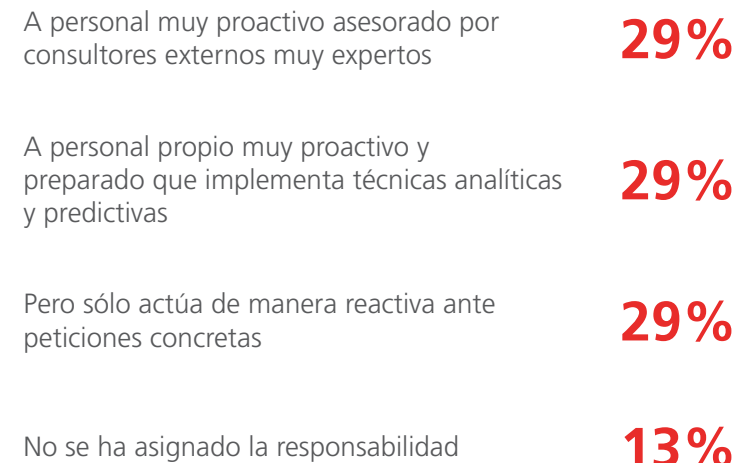 A personal muy proactivo asesorado por
consultores externos muy expertos
29%
A personal propio muy proactivo y
preparado que implementa técnicas analíticas
y predictivas
29%
Pero sólo actúa de manera reactiva ante
peticiones concretas
29%
No se ha asignado la responsabilidad
13%